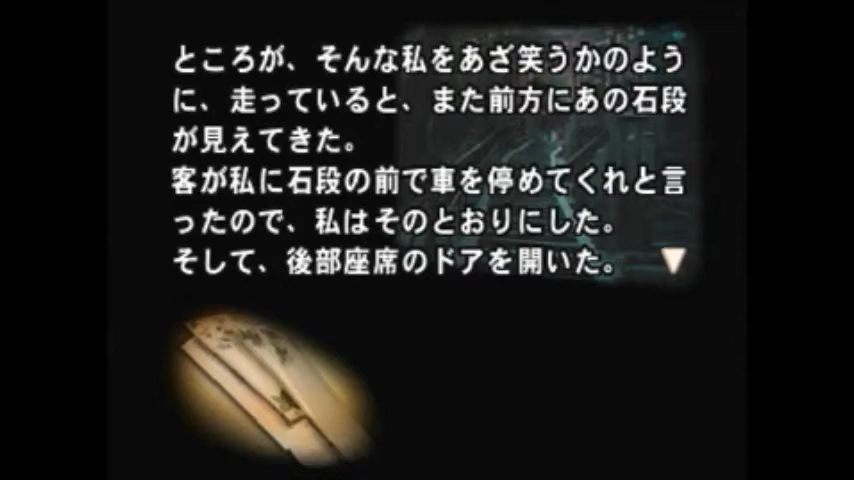 ところが、そんな私をあざ笑うかのよう
に、走っていると、また前方にあの石段
が見えてきた。
客が私に石段の前で車を停めてくれと言
ったので、私はそのとおりにした。
そして、後部座席のドアを開いた。